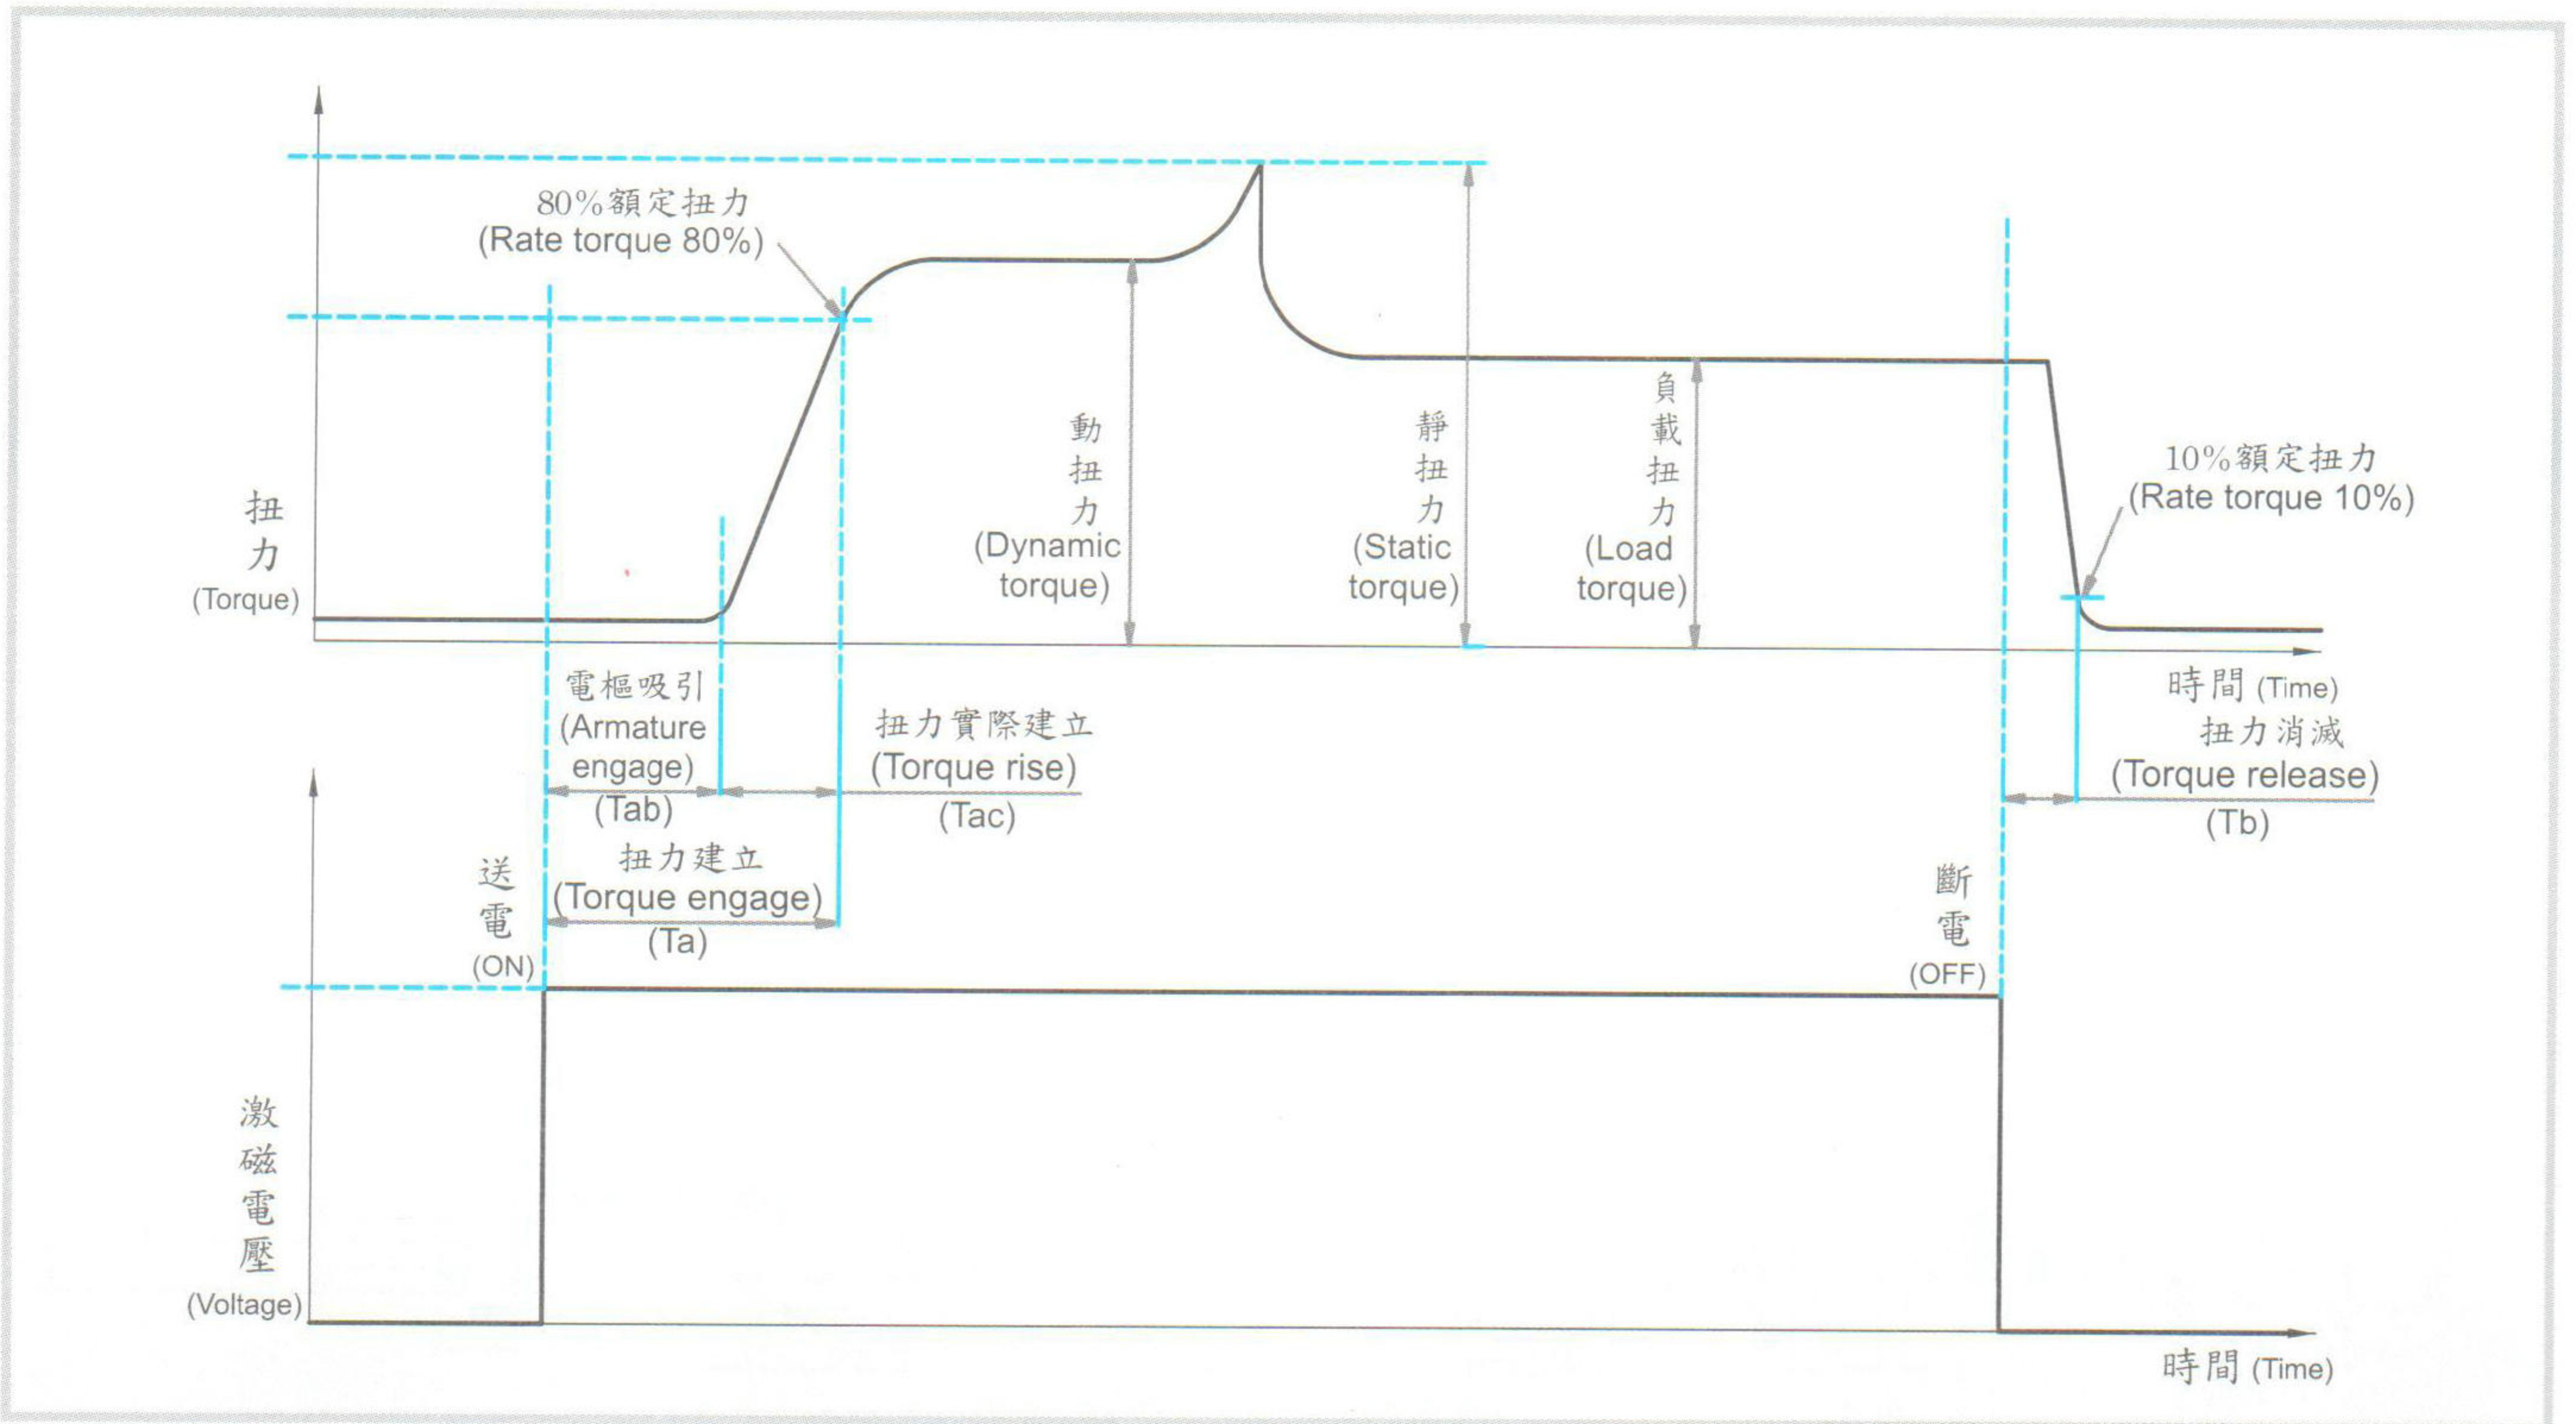 80%額定扭力
(Rate torque 80%)
扭力
(Torque)
動扭力
(Dynamic
torque)
靜扭力
(Static
torque)
負載扭力
(Load
torque)
10%額定扭力
(Rate torque 10%)
時間 (Time)
電樞吸引
(Armature
engage)
(Tab)
扭力實際建立
(Torque rise)
(Tac)
扭力消滅
(Torque release)
(Tb)
扭力建立
(Torque engage)
(Ta)
送電
(ON)
斷電
(OFF)
激磁電壓
(Voltage)
時間 (Time)